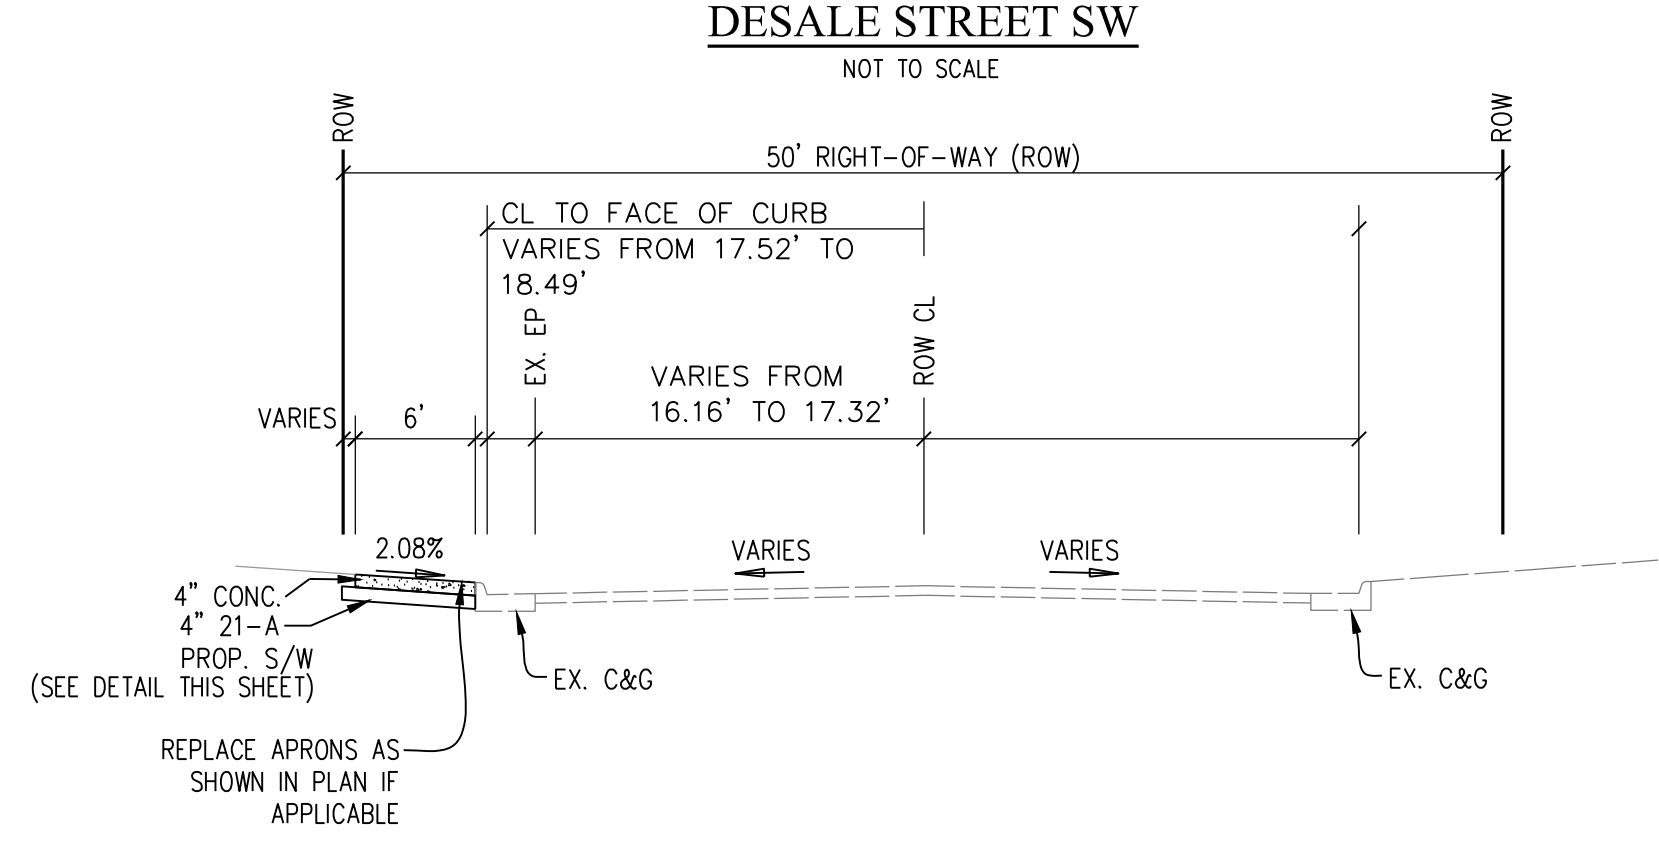 DESALE STREET SW
NOT TO SCALE
ROW
ROW
50' RIGHT-OF-WAY (ROW)
CL TO FACE OF CURB
VARIES FROM 17.52' TO
18.49'
EX. EP
ROW CL
VARIES FROM
16.16' TO 17.32'
VARIES
6'
2.08%
VARIES
VARIES
4" CONC.
4" 21-A
PROP. S/W
(SEE DETAIL THIS SHEET)
EX. C&G
EX. C&G
REPLACE APRONS AS
SHOWN IN PLAN IF
APPLICABLE